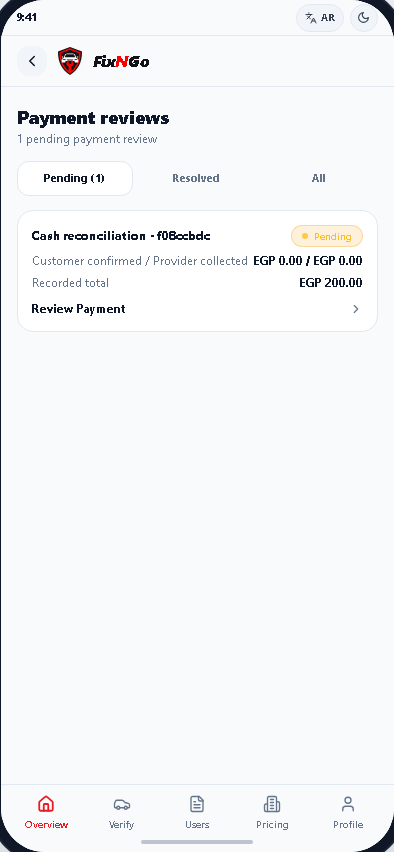 9:41
AR
FixNGo
Payment reviews
1 pending payment review
Pending (1)
Resolved
All
Cash reconciliation - f08ccbdc
Pending
Customer confirmed / Provider collected EGP 0.00 / EGP 0.00
Recorded total EGP 200.00
Review Payment
Overview
Verify
Users
Pricing
Profile